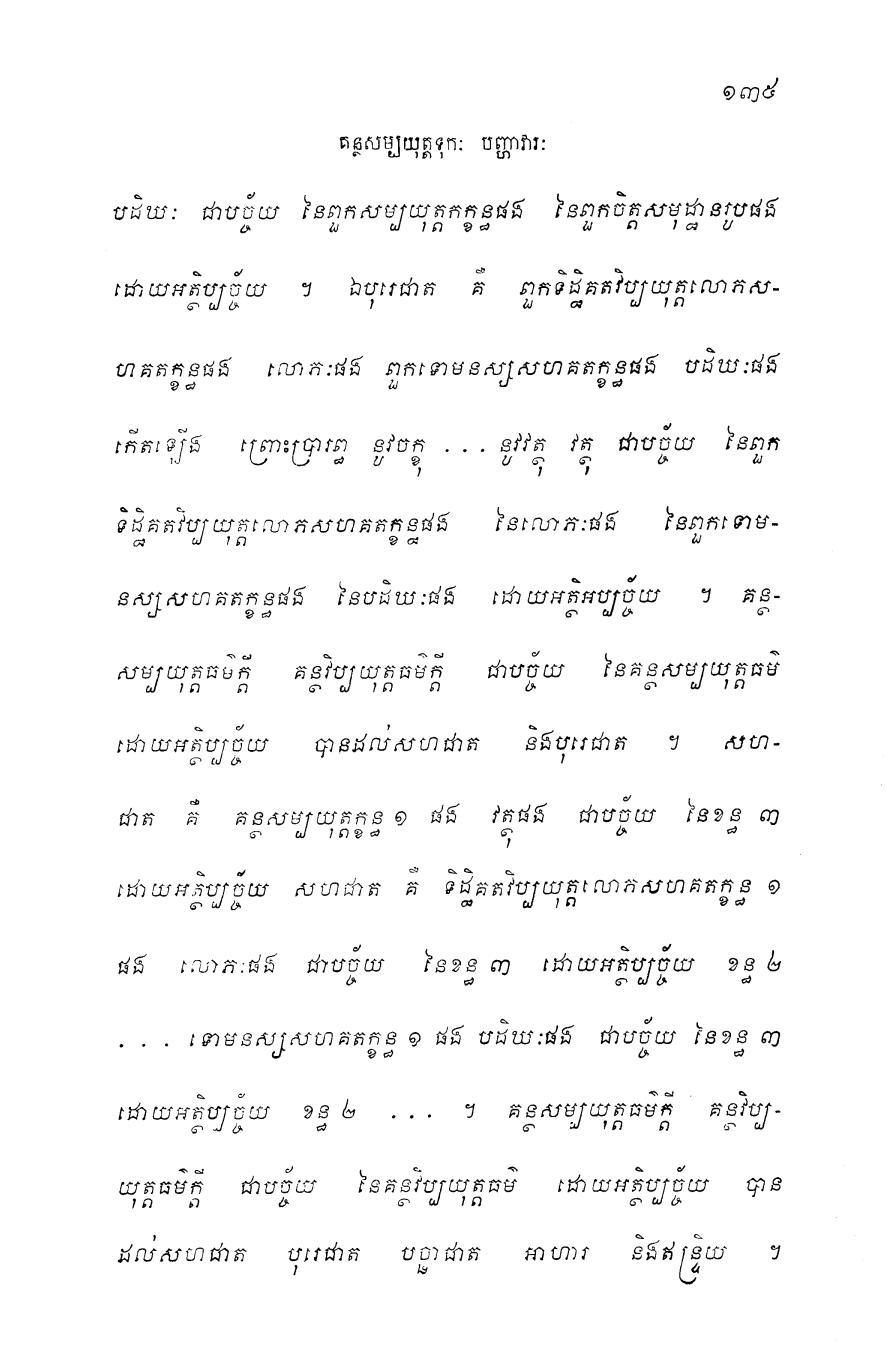 ១៣៥
គន្ថសម្បយុត្តទុកៈ បញ្ហាវារៈ
បដិឃៈ ជាបច្ច័យ នៃពួកសម្បយុត្តកក្ខន្ធផង នៃពួកចិត្តសមុដ្ឋានរូបផង
ដោយអត្ថិប្បច្ច័យ ។ ឯបុរេជាត គឺ ពួកទិដ្ឋិគតវិប្បយុត្តលោភស-
ហគតក្ខន្ធផង លោភៈផង ពួកទោមនស្សសហគតក្ខន្ធផង បដិឃៈផង
កើតឡើង ព្រោះប្រារព្ធ នូវចក្ខុ ... នូវវត្ថុ វត្ថុ ជាបច្ច័យ នៃពួក
ទិដ្ឋិគតវិប្បយុត្តលោភសហគតក្ខន្ធផង នៃលោភៈផង នៃពួកទោម-
នស្សសហគតក្ខន្ធផង នៃបដិឃៈផង ដោយអត្ថិអប្បច្ច័យ ។ គន្ថ-
សម្បយុត្តធម៌ក្តី គន្ថវិប្បយុត្តធម៌ក្តី ជាបច្ច័យ នៃគន្ថសម្បយុត្តធម៌
ដោយអត្ថិប្បច្ច័យ បានដល់សហជាត និងបុរេជាត ។ សហ-
ជាត គឺ គន្ថសម្បយុត្តក្ខន្ធ ១ ផង វត្ថុផង ជាបច្ច័យ នៃខន្ធ ៣
ដោយអត្ថិប្បច្ច័យ សហជាត គឺ ទិដ្ឋិគតវិប្បយុត្តលោភសហគតក្ខន្ធ ១
ផង លោភៈផង ជាបច្ច័យ នៃខន្ធ ៣ ដោយអត្ថិប្បច្ច័យ ខន្ធ ២
... ទោមនស្សសហគតក្ខន្ធ ១ ផង បដិឃៈផង ជាបច្ច័យ នៃខន្ធ ៣
ដោយអត្ថិប្បច្ច័យ ខន្ធ ២ ... ។ គន្ថសម្បយុត្តធម៌ក្តី គន្ថវិប្ប-
យុត្តធម៌ក្តី ជាបច្ច័យ នៃគន្ថវិប្បយុត្តធម៌ ដោយអត្ថិប្បច្ច័យ បាន
ដល់សហជាត បុរេជាត បច្ឆាជាត អាហារ និងឥន្ទ្រិយ ។